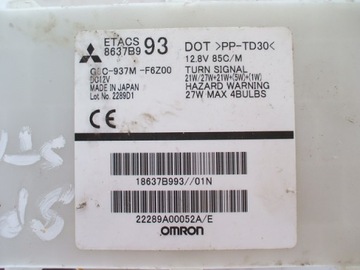 ETACS
8637B9 93
G8C-937M -F6Z00
DC12V
MADE IN JAPAN
Lot No. 2289D1
DOT >PP-TD30<
12.8V 85C/M
TURN SIGNAL
21W/27W+21W+(5W)+(1W)
HAZARD WARNING
27W MAX 4BULBS
CE
18637B993//01N
22289A00052A/E
OMRON